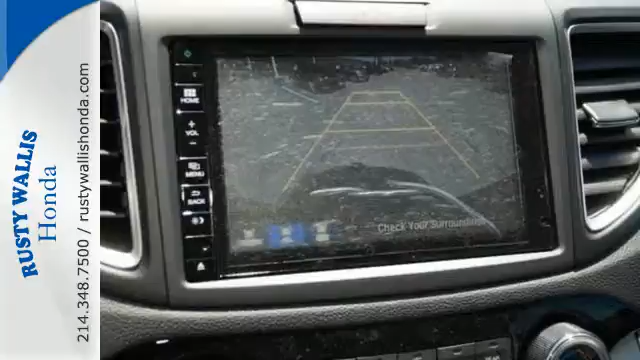 RUSTY WALLIS
Honda
214.348.7500 / rustywallishonda.com
HOME
+
VOL
−
MENU
BACK
Check Your Surroundings